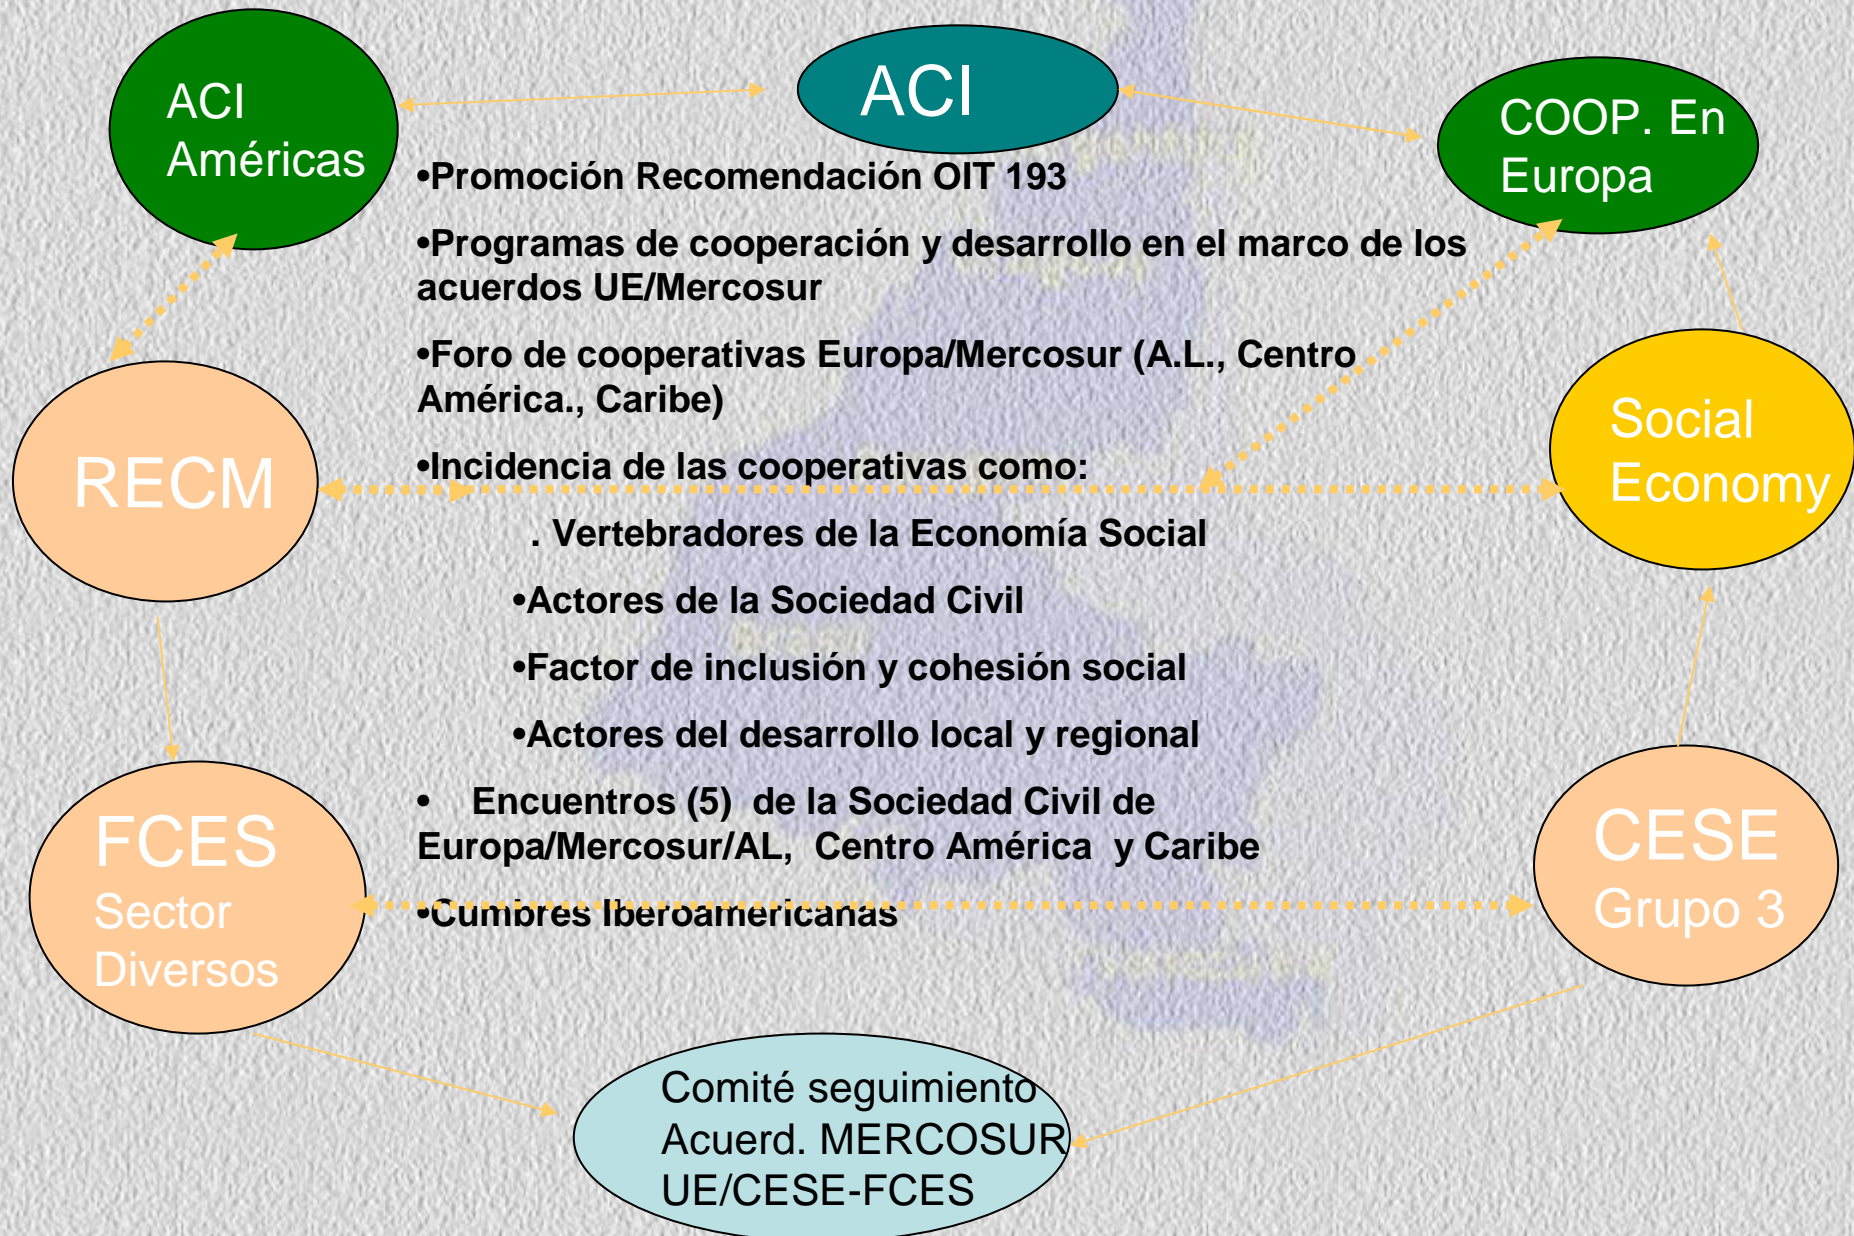 ACI
Américas
ACI
COOP. En
Europa
•Promoción Recomendación OIT 193
•Programas de cooperación y desarrollo en el marco de los
acuerdos UE/Mercosur
•Foro de cooperativas Europa/Mercosur (A.L., Centro
América., Caribe)
•Incidencia de las cooperativas como:
. Vertebradores de la Economía Social
•Actores de la Sociedad Civil
•Factor de inclusión y cohesión social
•Actores del desarrollo local y regional
• Encuentros (5) de la Sociedad Civil de
Europa/Mercosur/AL, Centro América y Caribe
•Cumbres Iberoamericanas
RECM
Social
Economy
FCES
Sector
Diversos
CESE
Grupo 3
Comité seguimiento
Acuerd. MERCOSUR
UE/CESE-FCES
Brasil